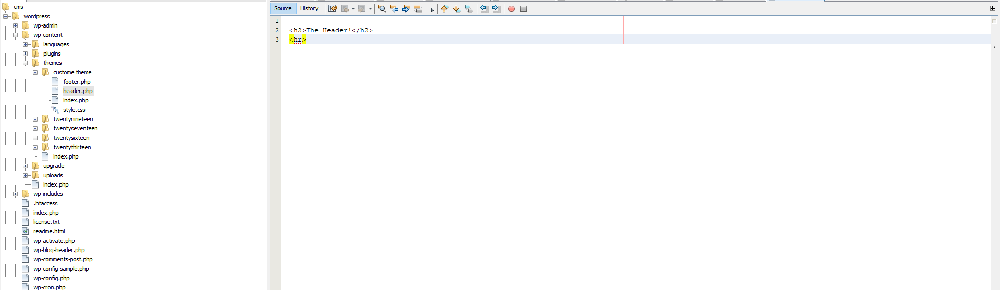 cms
wordpress
wp-admin
wp-content
languages
plugins
themes
custome theme
footer.php
header.php
index.php
style.css
twentynineteen
twentyseventeen
twentysixteen
twentythirteen
index.php
upgrade
uploads
index.php
wp-includes
.htaccess
index.php
license.txt
readme.html
wp-activate.php
wp-blog-header.php
wp-comments-post.php
wp-config-sample.php
wp-config.php
wp-cron.php
Source History
1
2 <h2>The Header!</h2>
3 <hr>